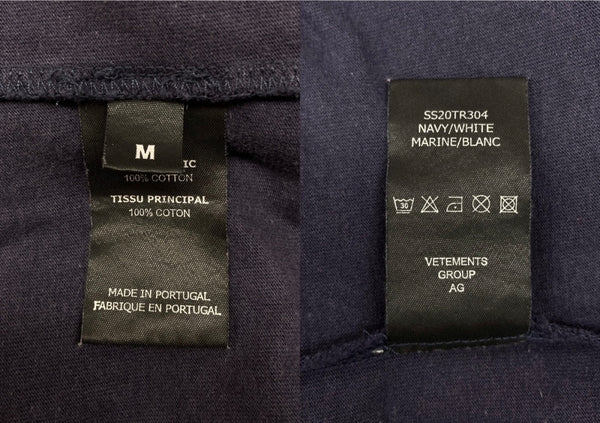 M
IC
100% COTTON
TISSU PRINCIPAL
100% COTON
MADE IN PORTUGAL
FABRIQUE EN PORTUGAL
SS20TR304
NAVY/WHITE
MARINE/BLANC
30
VETEMENTS
GROUP
AG